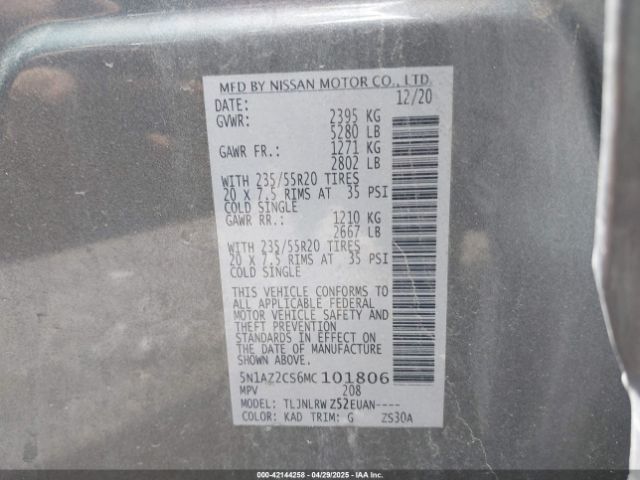 MFD BY NISSAN MOTOR CO., LTD.
DATE: 12/20
GVWR: 2395 KG
5280 LB
GAWR FR.: 1271 KG
2802 LB
WITH 235/55R20 TIRES
20 X 7.5 RIMS AT 35 PSI
COLD SINGLE
GAWR RR.: 1210 KG
2667 LB
WITH 235/55R20 TIRES
20 X 7.5 RIMS AT 35 PSI
COLD SINGLE
THIS VEHICLE CONFORMS TO
ALL APPLICABLE FEDERAL
MOTOR VEHICLE SAFETY AND
THEFT PREVENTION
STANDARDS IN EFFECT ON
THE DATE OF MANUFACTURE
SHOWN ABOVE.
5N1AZ2CS6MC101806
MPV 208
MODEL: TLJNLRW Z52EUAN----
COLOR: KAD TRIM: G ZS30A
000-42144258 - 04/29/2025 - IAA Inc.